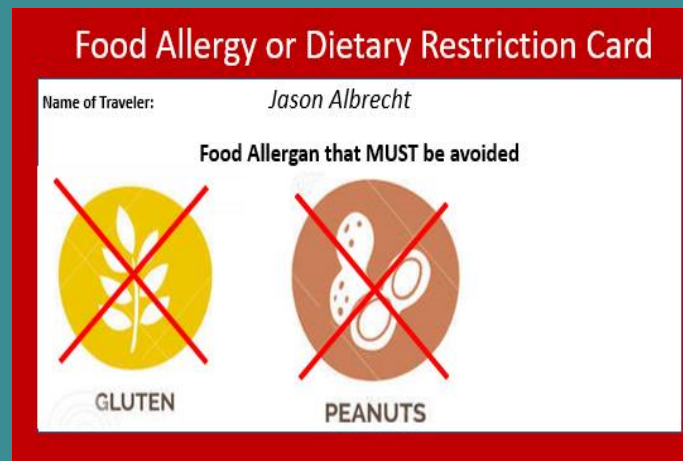 Food Allergy or Dietary Restriction Card
Name of Traveler: Jason Albrecht
Food Allergan that MUST be avoided
GLUTEN
PEANUTS